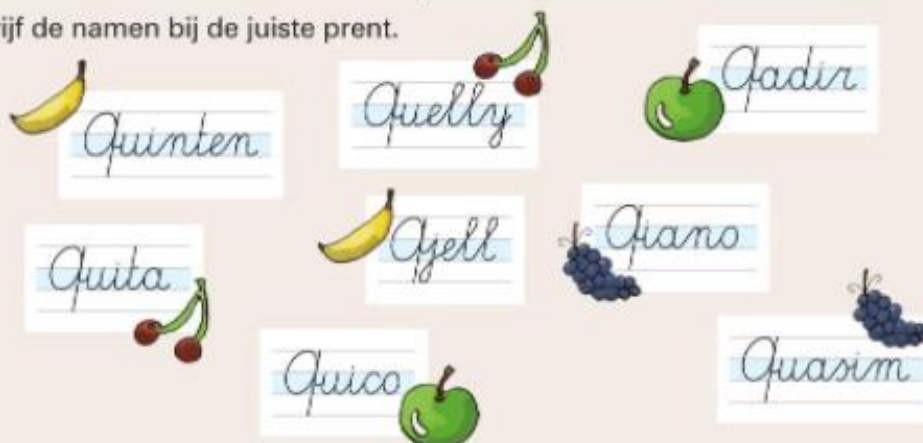 ijf de namen bij de juiste prent.
Quelly
Qadir
Quinten
Qjell
Qiano
Quita
Quico
Quasim